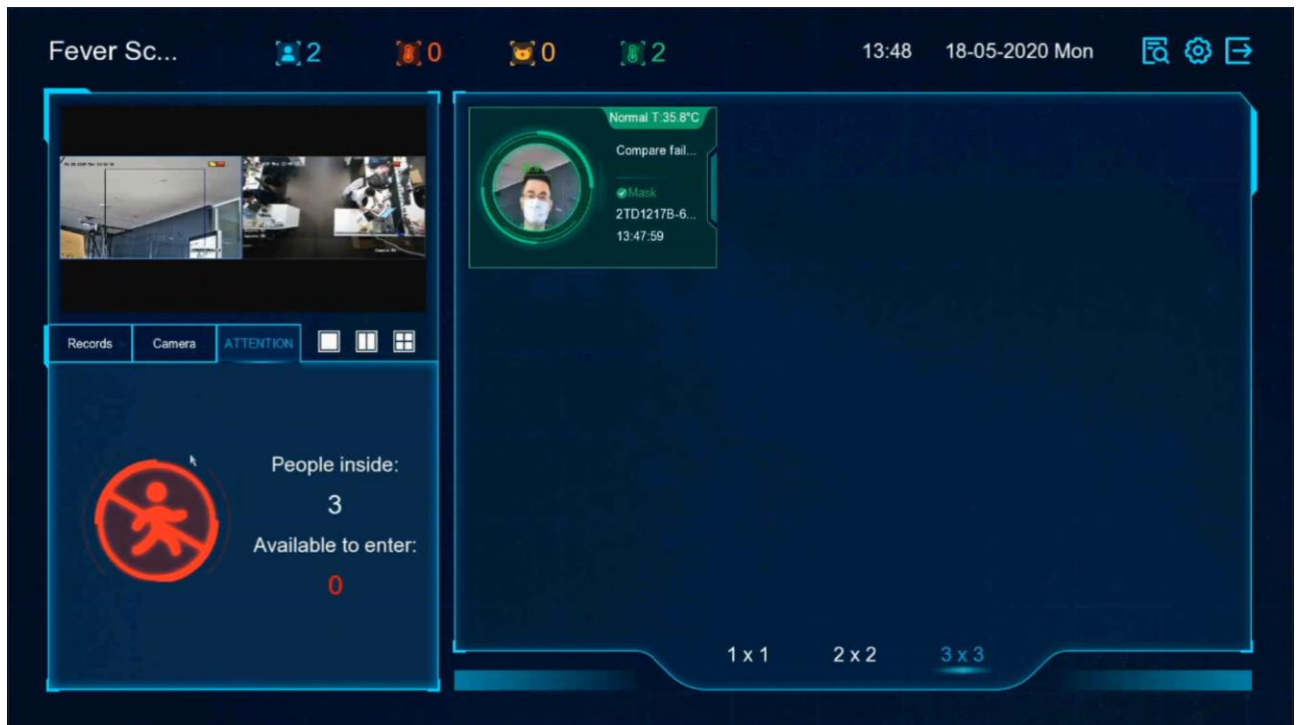 Fever Sc...
2
0
0
2
13:48 18-05-2020 Mon
Normal T:35.8°C
Compare fail...
Mask
2TD1217B-6...
13:47:59
Records
Camera
ATTENTION
People inside:
3
Available to enter:
0
1 x 1
2 x 2
3 x 3